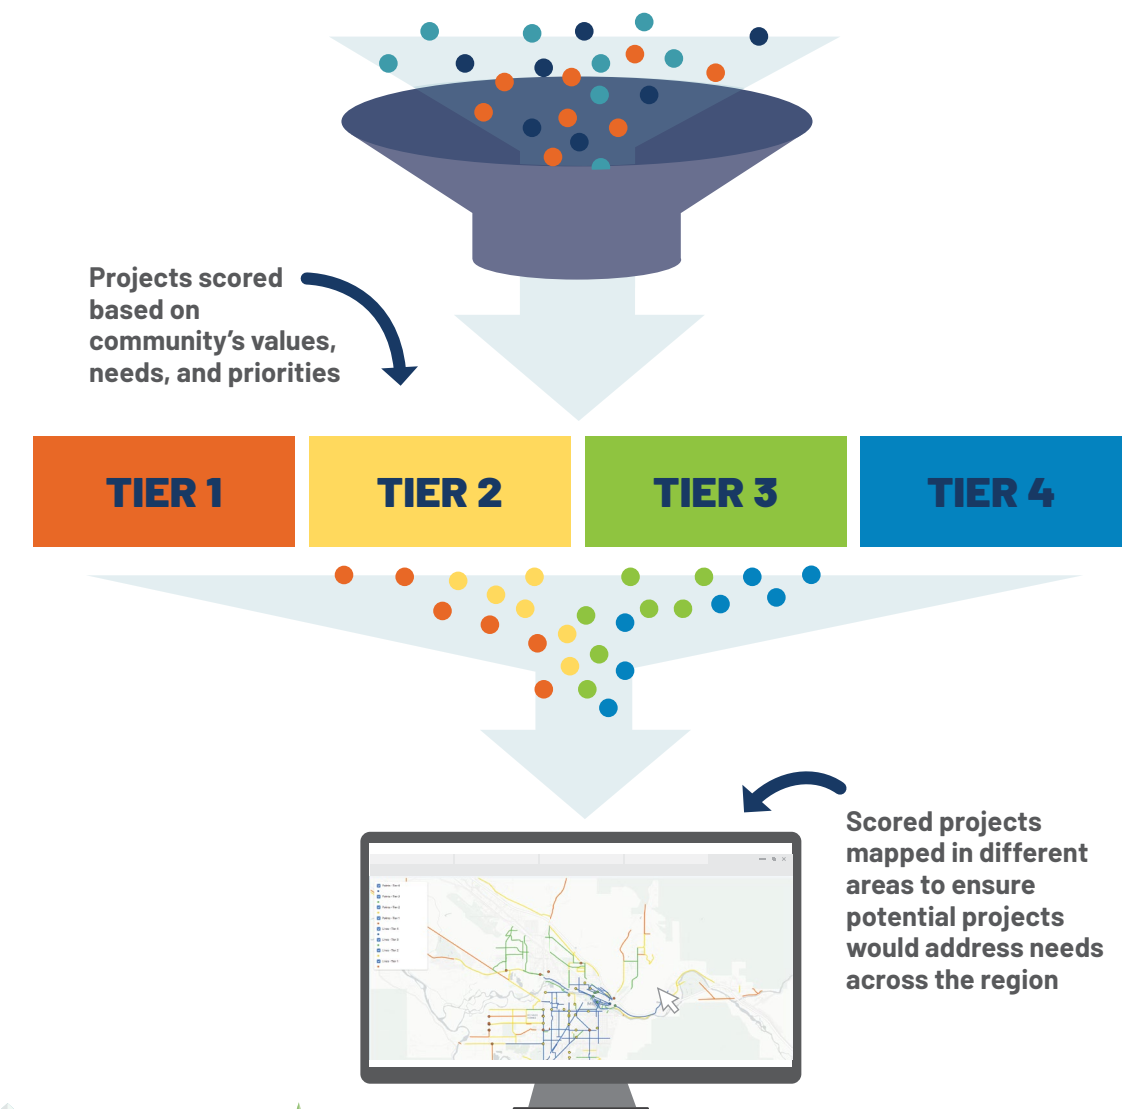 Projects scored
based on
community's values,
needs, and priorities
TIER 1
TIER 2
TIER 3
TIER 4
Scored projects
mapped in different
areas to ensure
potential projects
would address needs
across the region